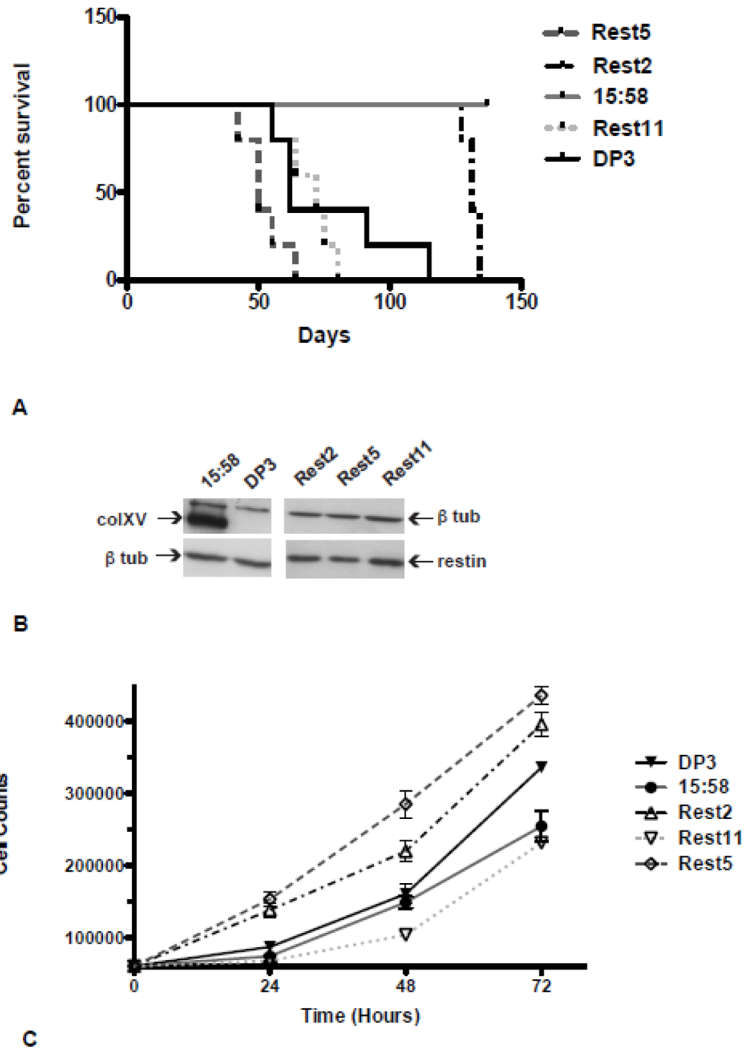 150
100
50
0
Percent survival
0
50
100
150
Days
Rest5
Rest2
15:58
Rest11
DP3
A
15:58
DP3
Rest2
Rest5
Rest11
colXV
β tub
β tub
restin
B
400000
300000
200000
100000
Cell Counts
0
24
48
72
Time (Hours)
DP3
15:58
Rest2
Rest11
Rest5
C